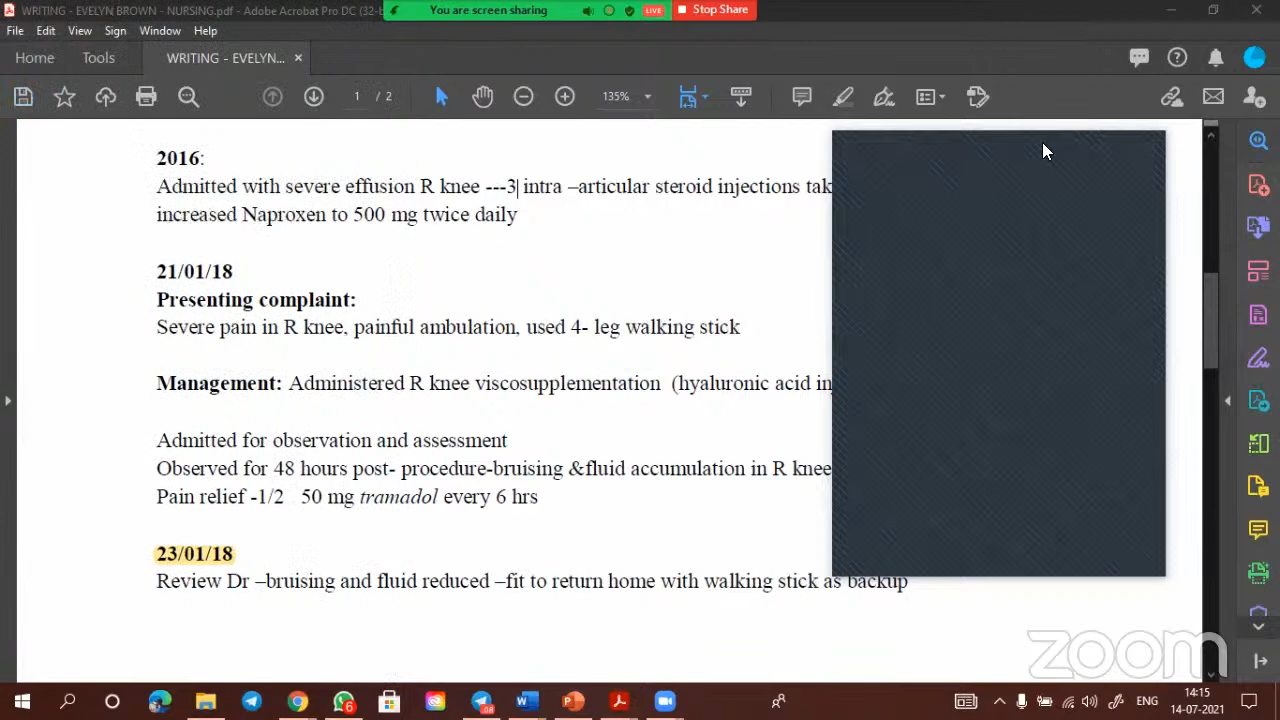 WRITING - EVELYN BROWN - NURSING.pdf - Adobe Acrobat Pro DC (32-b
You are screen sharing
LIVE
Stop Share
File Edit View Sign Window Help
Home Tools WRITING - EVELYN... ×
1 / 2 135%
2016:
Admitted with severe effusion R knee ---3 intra –articular steroid injections tak
increased Naproxen to 500 mg twice daily
21/01/18
Presenting complaint:
Severe pain in R knee, painful ambulation, used 4- leg walking stick
Management: Administered R knee viscosupplementation (hyaluronic acid in
Admitted for observation and assessment
Observed for 48 hours post- procedure-bruising &fluid accumulation in R knee
Pain relief -1/2 50 mg tramadol every 6 hrs
23/01/18
Review Dr –bruising and fluid reduced –fit to return home with walking stick as backup
zoom
6
ENG
14:15
14-07-2021